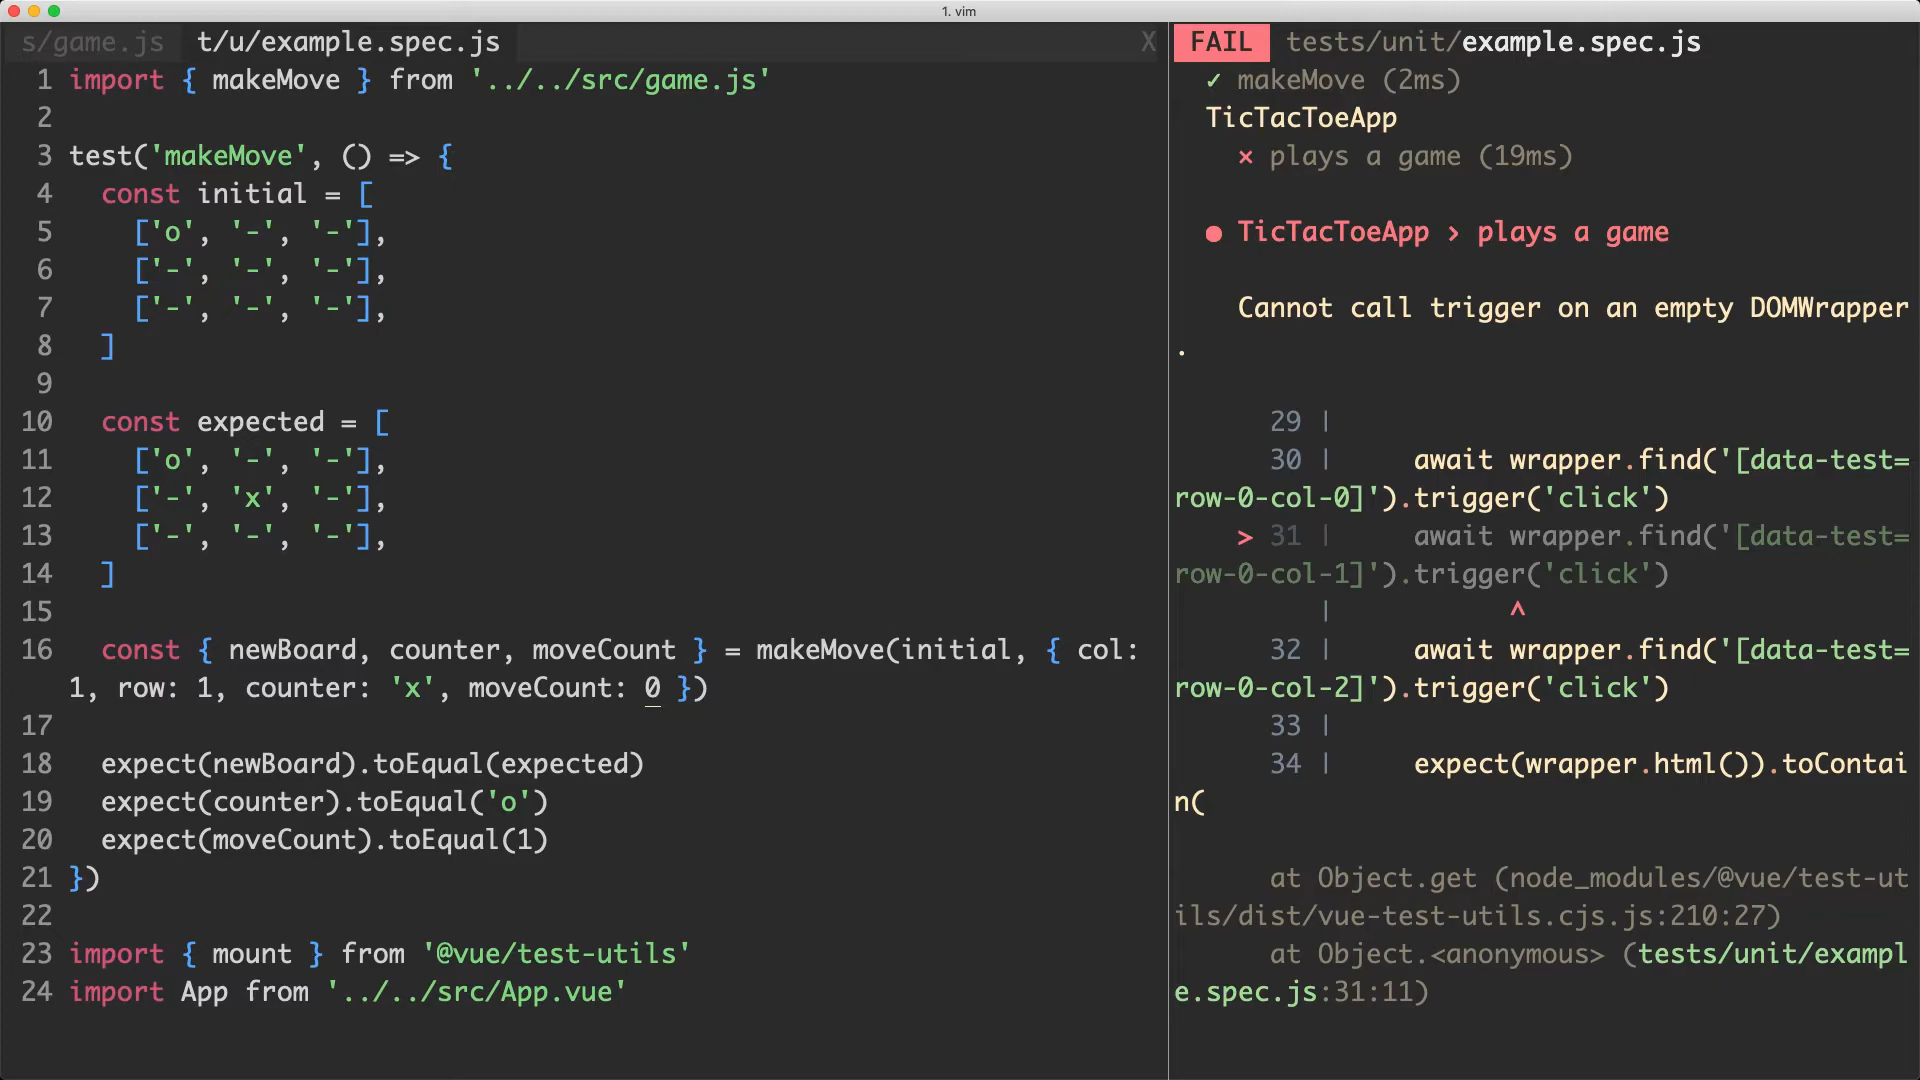 1. vim
s/game.js t/u/example.spec.js X
1 import { makeMove } from '../../src/game.js'
2
3 test('makeMove', () => {
4 const initial = [
5 ['o', '-', '-'],
6 ['-', '-', '-'],
7 ['-', '-', '-'],
8 ]
9
10 const expected = [
11 ['o', '-', '-'],
12 ['-', 'x', '-'],
13 ['-', '-', '-'],
14 ]
15
16 const { newBoard, counter, moveCount } = makeMove(initial, { col:
1, row: 1, counter: 'x', moveCount: 0 })
17
18 expect(newBoard).toEqual(expected)
19 expect(counter).toEqual('o')
20 expect(moveCount).toEqual(1)
21 })
22
23 import { mount } from '@vue/test-utils'
24 import App from '../../src/App.vue'
FAIL tests/unit/example.spec.js
✓ makeMove (2ms)
TicTacToeApp
✕ plays a game (19ms)
● TicTacToeApp › plays a game
Cannot call trigger on an empty DOMWrapper
.
29 |
30 | await wrapper.find('[data-test=
row-0-col-0]').trigger('click')
> 31 | await wrapper.find('[data-test=
row-0-col-1]').trigger('click')
| ^
32 | await wrapper.find('[data-test=
row-0-col-2]').trigger('click')
33 |
34 | expect(wrapper.html()).toContai
n(
at Object.get (node_modules/@vue/test-ut
ils/dist/vue-test-utils.cjs.js:210:27)
at Object.<anonymous> (tests/unit/exampl
e.spec.js:31:11)